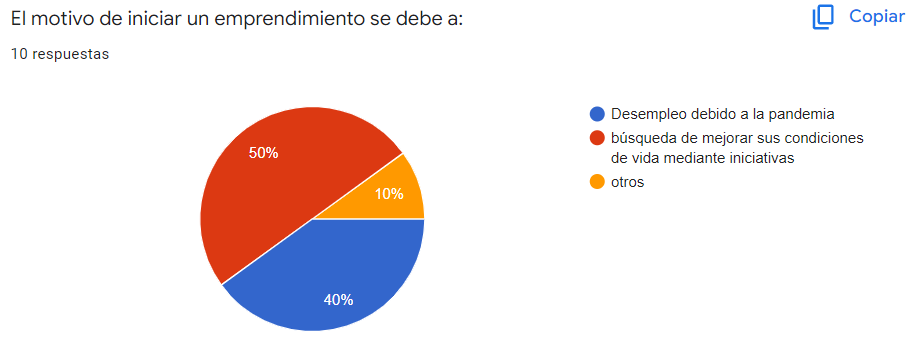 El motivo de iniciar un emprendimiento se debe a:
Copiar
10 respuestas
50%
10%
40%
Desempleo debido a la pandemia
búsqueda de mejorar sus condiciones
de vida mediante iniciativas
otros